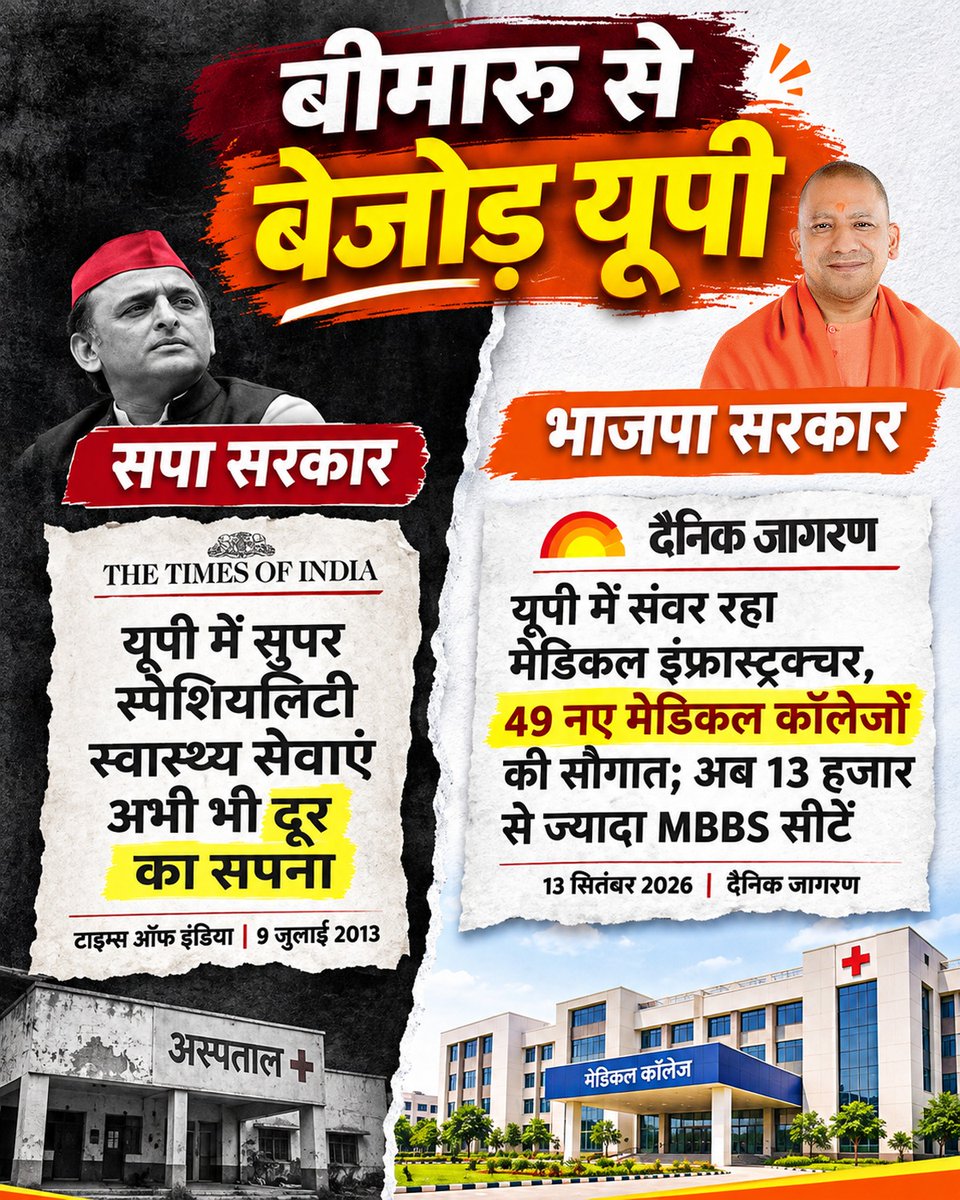 बीमारू से
बेजोड़ यूपी
सपा सरकार
THE TIMES OF INDIA
यूपी में सुपर
स्पेशियलिटी
स्वास्थ्य सेवाएं
अभी भी दूर
का सपना
टाइम्स ऑफ इंडिया | 9 जुलाई 2013
अस्पताल
भाजपा सरकार
दैनिक जागरण
यूपी में संवर रहा
मेडिकल इंफ्रास्ट्रक्चर,
49 नए मेडिकल कॉलेजों
की सौगात; अब 13 हजार
से ज्यादा MBBS सीटें
13 सितंबर 2026 | दैनिक जागरण
मेडिकल कॉलेज